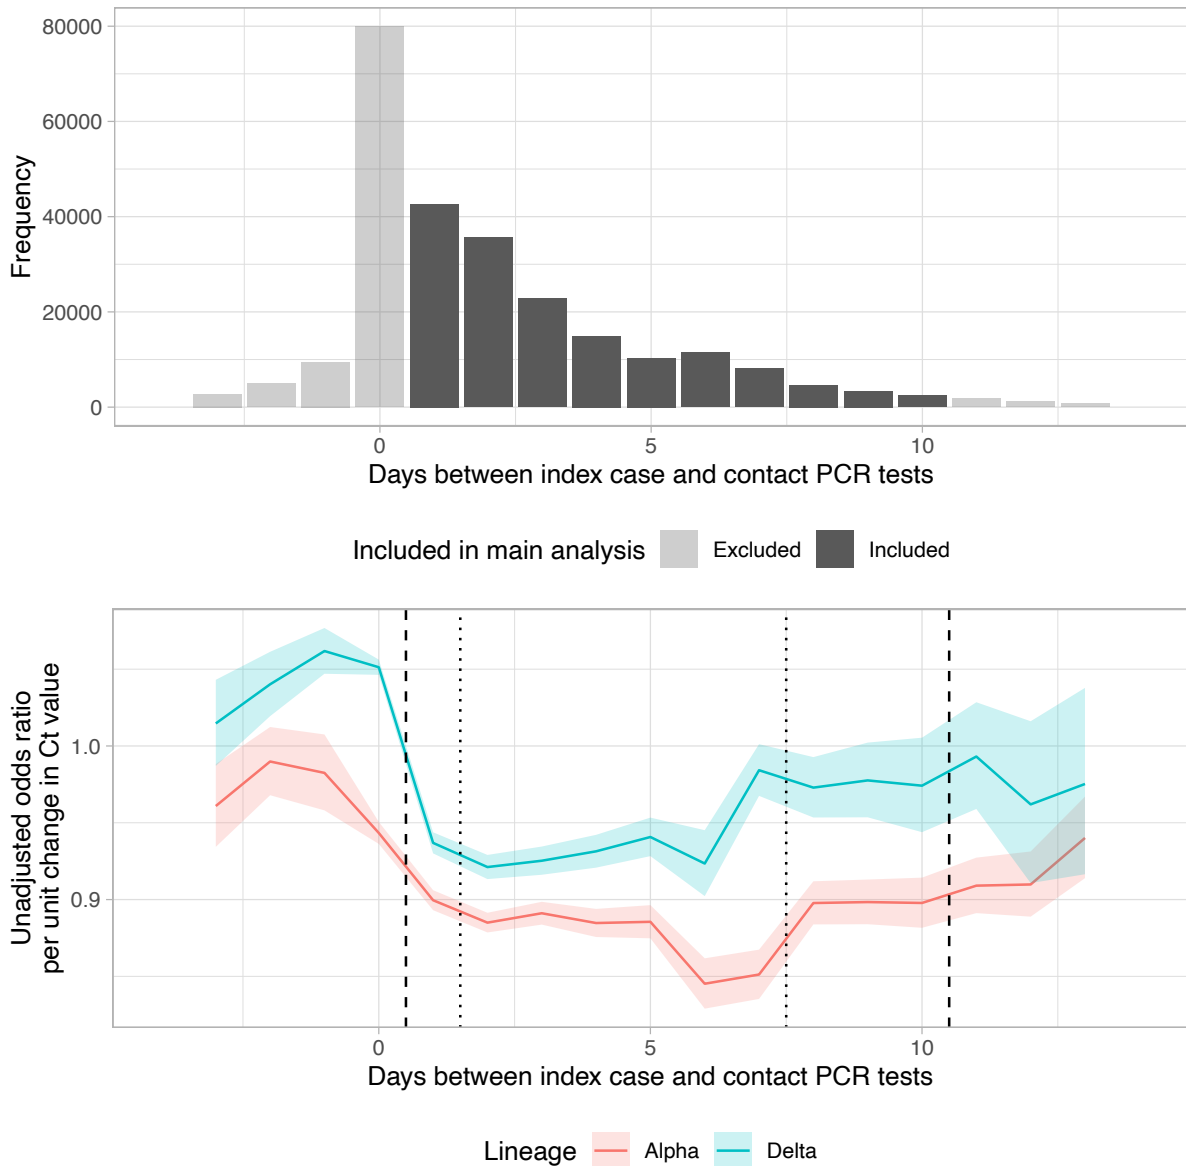 80000
60000
40000
20000
0
Frequency
0 5 10
Days between index case and contact PCR tests
Included in main analysis Excluded Included
1.0
0.9
Unadjusted odds ratio
per unit change in Ct value
0 5 10
Days between index case and contact PCR tests
Lineage Alpha Delta